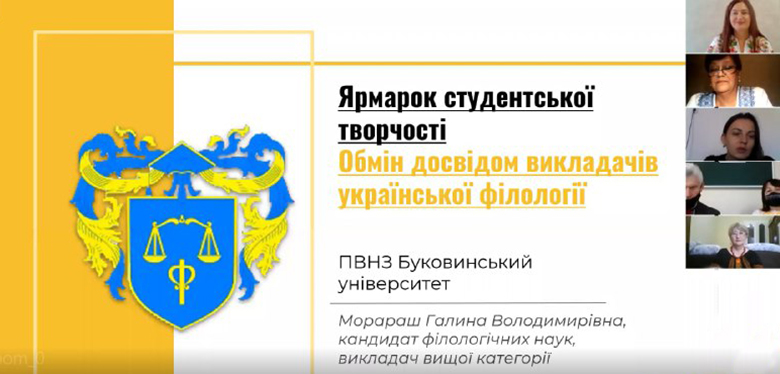 Ярмарок студентської
творчості
Обмін досвідом викладачів
української філології
ПВНЗ Буковинський
університет
Морараш Галина Володимирівна,
кандидат філологічних наук,
викладач вищої категорії